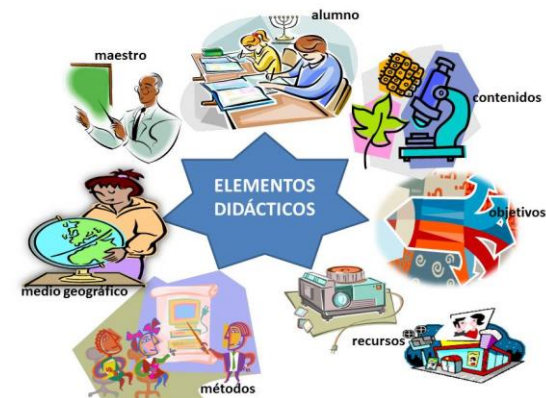 alumno
maestro
contenidos
ELEMENTOS
DIDÁCTICOS
objetivos
medio geográfico
recursos
métodos